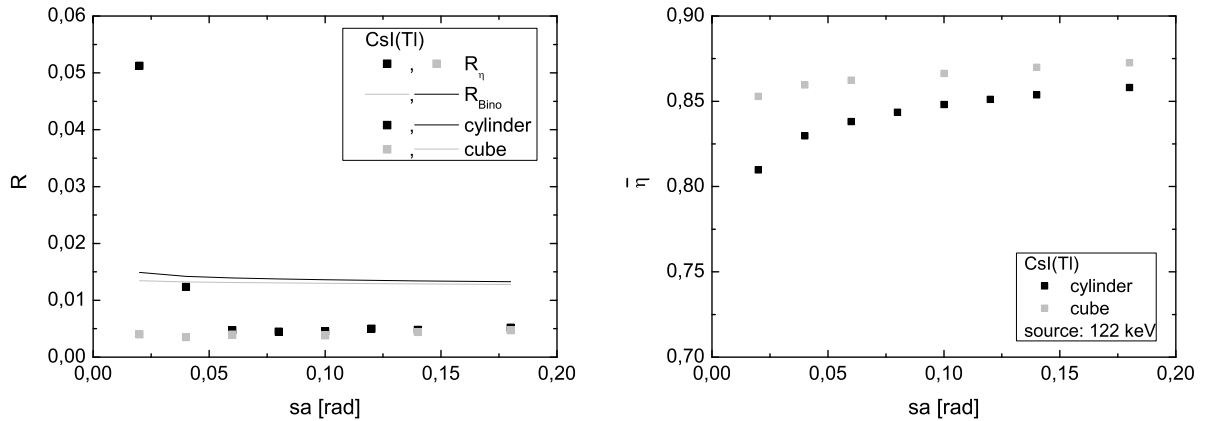 0,06
0,05
0,04
0,03
0,02
0,01
0,00
R
CsI(Tl)
, Rη
, RBino
, cylinder
, cube
0,00 0,05 0,10 0,15 0,20
sa [rad]
0,90
0,85
0,80
0,75
0,70
η̅
CsI(Tl)
cylinder
cube
source: 122 keV
0,00 0,05 0,10 0,15 0,20
sa [rad]